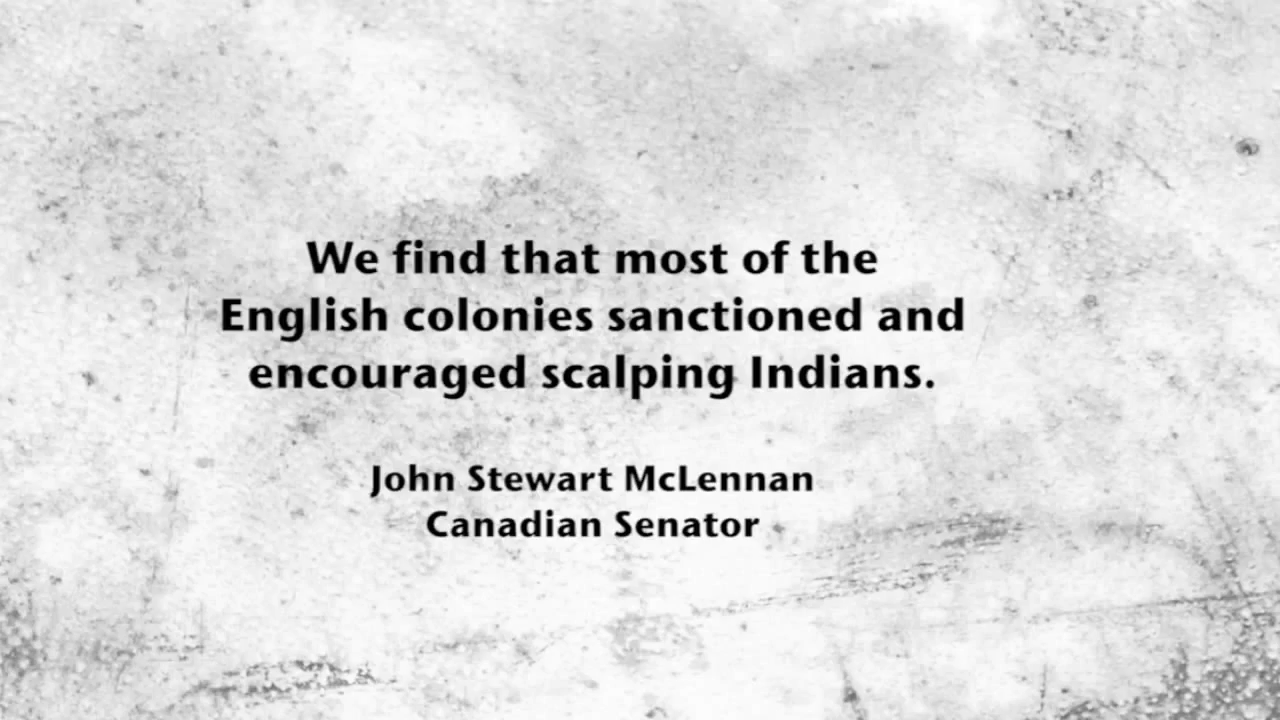 We find that most of the
English colonies sanctioned and
encouraged scalping Indians.
John Stewart McLennan
Canadian Senator